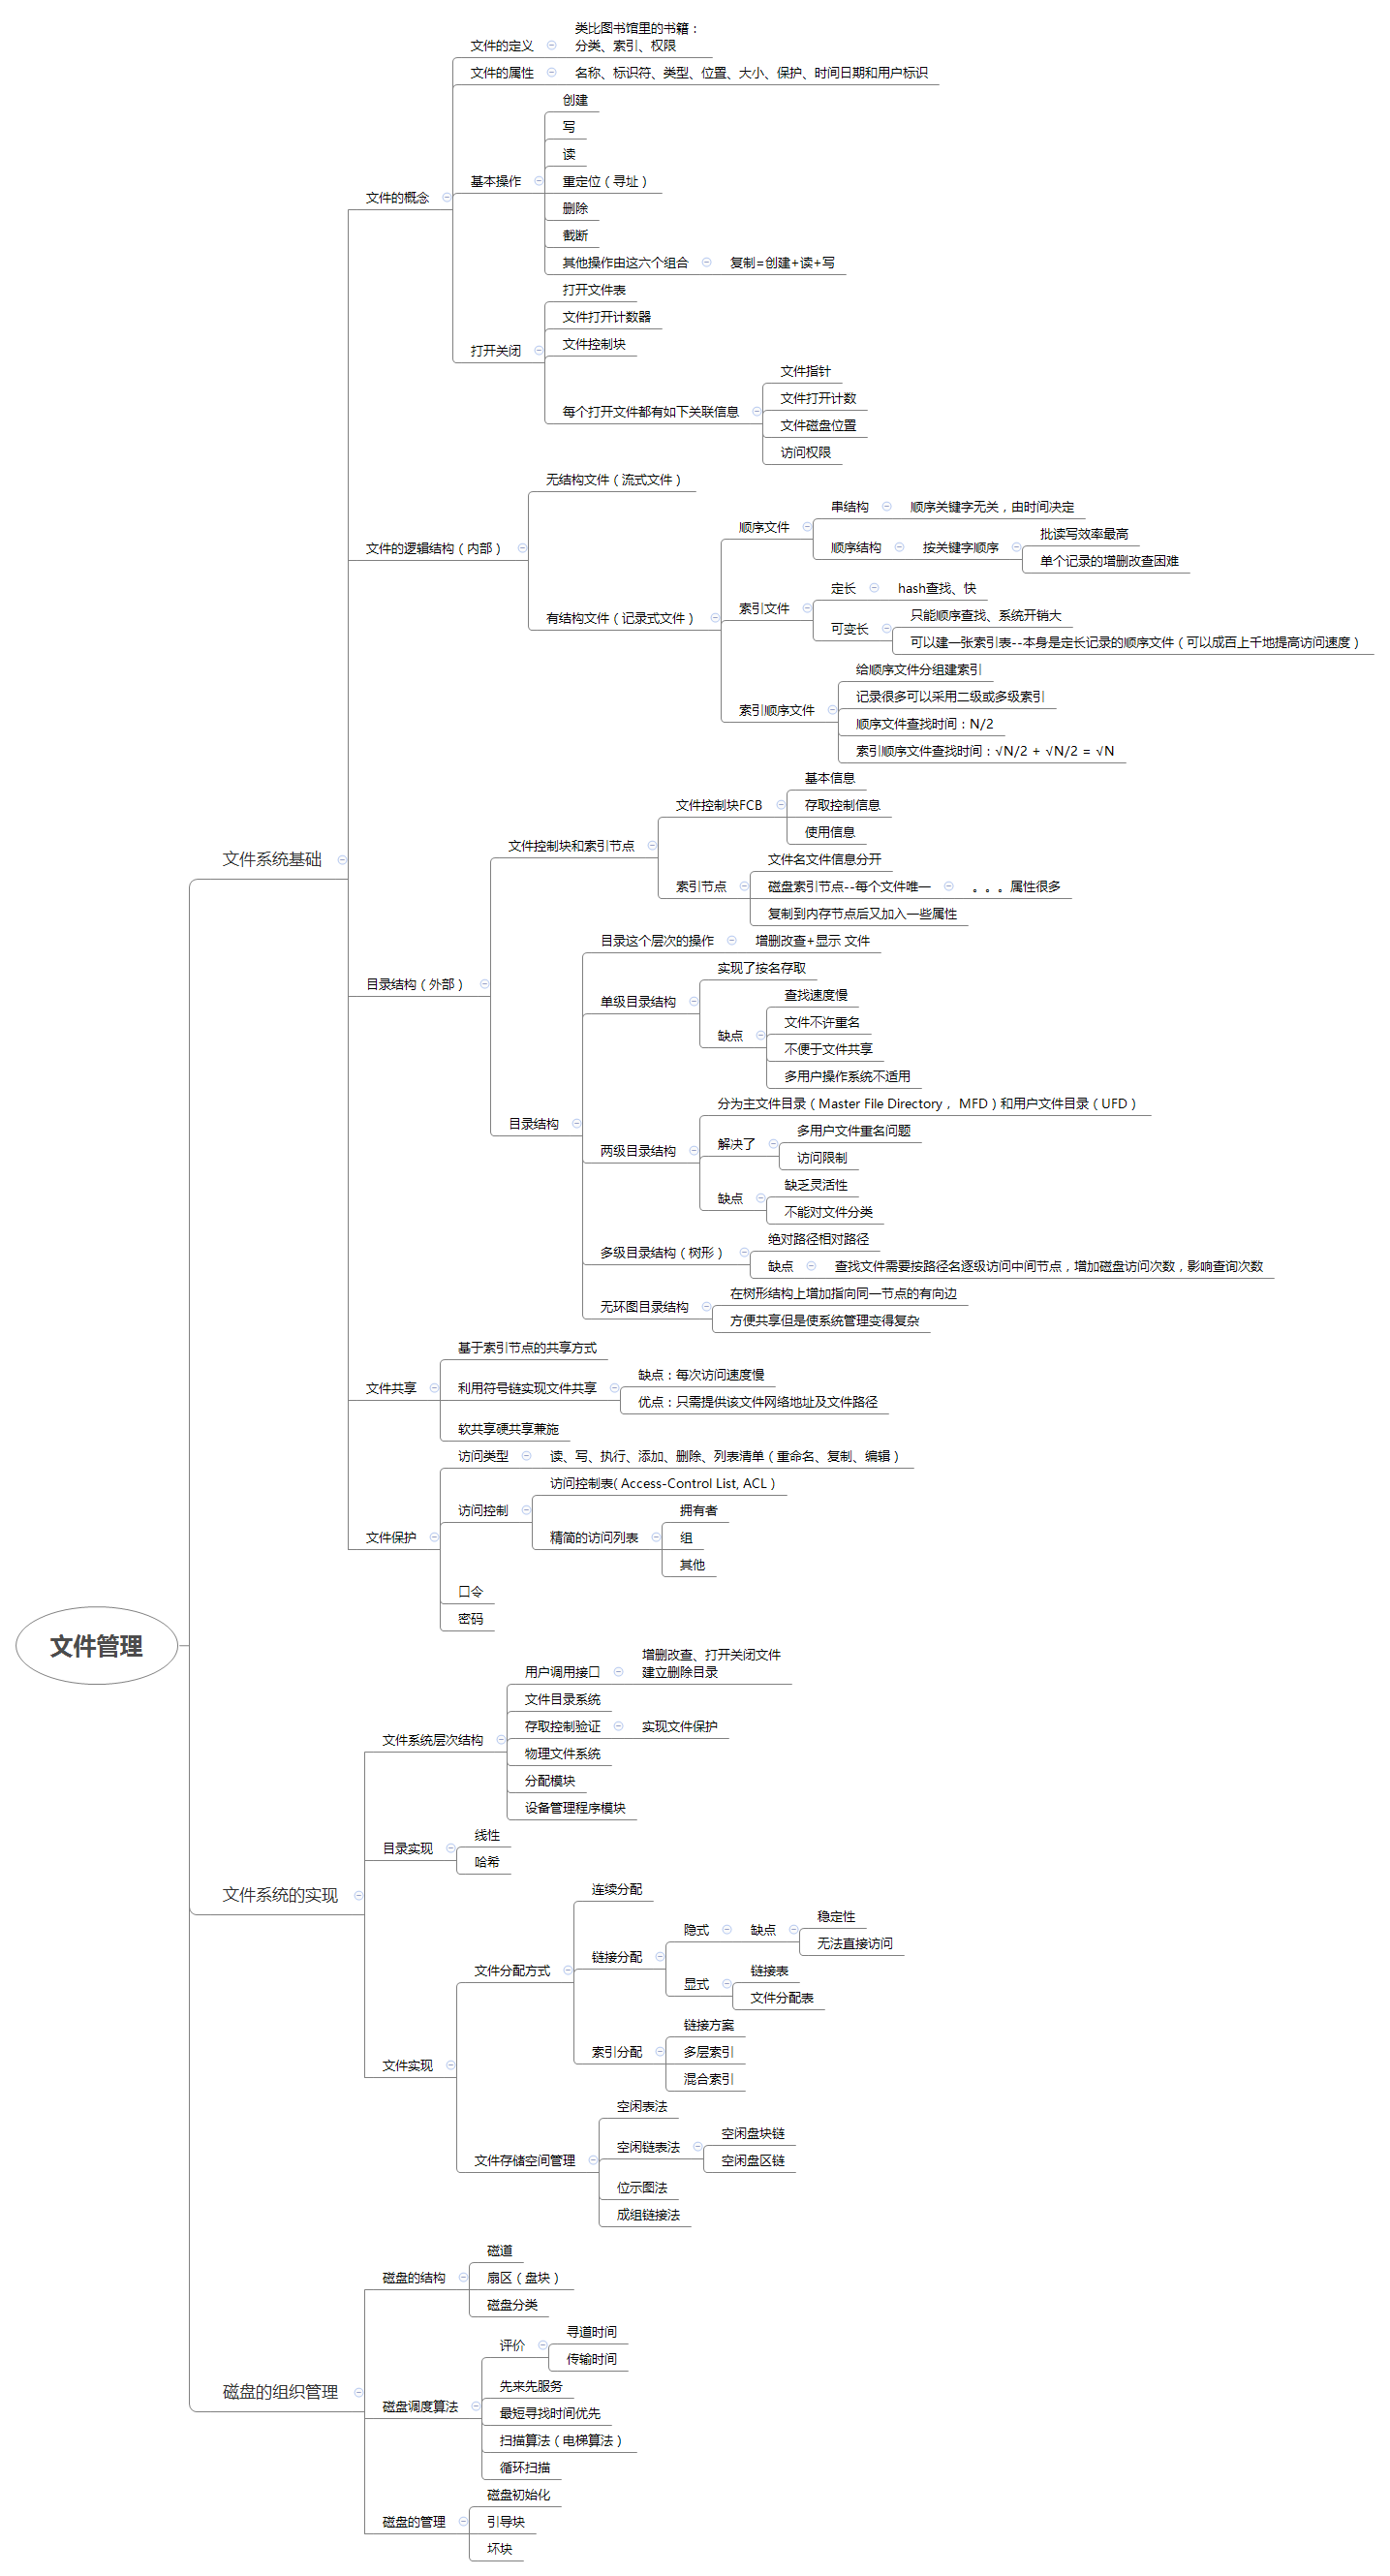 类比图书馆里的书籍：
文件的定义
分类、索引、权限
文件的属性
名称、标识符、类型、位置、大小、保护、时间日期和用户标识
创建
写
读
基本操作
重定位（寻址）
文件的概念
删除
截断
其他操作由这六个组合
复制=创建+读+写
打开文件表
文件打开计数器
文件控制块
打开关闭
文件指针
文件打开计数
每个打开文件都有如下关联信息
文件磁盘位置
访问权限
无结构文件（流式文件）
串结构
顺序关键字无关，由时间决定
顺序文件
批读写效率最高
文件的逻辑结构（内部）
顺序结构
按关键字顺序
单个记录的增删改查困难
定长
hash查找、快
索引文件
有结构文件（记录式文件）
只能顺序查找、系统开销大
可变长
可以建一张索引表--本身是定长记录的顺序文件（可以成百上千地提高访问速度）
给顺序文件分组建索引
记录很多可以采用二级或多级索引
索引顺序文件
顺序文件查找时间：N/2
索引顺序文件查找时间：√N/2 + √N/2 = √N
基本信息
文件控制块FCB
存取控制信息
使用信息
文件控制块和索引节点
文件系统基础
文件名文件信息分开
索引节点
磁盘索引节点--每个文件唯一
。。。属性很多
复制到内存节点后又加入一些属性
目录这个层次的操作
增删改查+显示 文件
实现了按名存取
目录结构（外部）
单级目录结构
查找速度慢
文件不许重名
缺点
不便于文件共享
多用户操作系统不适用
分为主文件目录（Master File Directory， MFD）和用户文件目录（UFD）
目录结构
多用户文件重名问题
解决了
两级目录结构
访问限制
缺乏灵活性
缺点
不能对文件分类
绝对路径相对路径
多级目录结构（树形）
缺点
查找文件需要按路径名逐级访问中间节点，增加磁盘访问次数，影响查询次数
在树形结构上增加指向同一节点的有向边
无环图目录结构
方便共享但是使系统管理变得复杂
基于索引节点的共享方式
缺点：每次访问速度慢
文件共享
利用符号链实现文件共享
优点：只需提供该文件网络地址及文件路径
软共享硬共享兼施
访问类型
读、写、执行、添加、删除、列表清单（重命名、复制、编辑）
访问控制表( Access-Control List, ACL）
访问控制
拥有者
文件保护
精简的访问列表
组
其他
口令
密码
文件管理
增删改查、打开关闭文件
用户调用接口
建立删除目录
文件目录系统
存取控制验证
实现文件保护
文件系统层次结构
物理文件系统
分配模块
设备管理程序模块
线性
目录实现
哈希
文件系统的实现
连续分配
稳定性
隐式
缺点
无法直接访问
链接分配
文件分配方式
链接表
显式
文件分配表
链接方案
索引分配
多层索引
文件实现
混合索引
空闲表法
空闲盘块链
空闲链表法
文件存储空间管理
空闲盘区链
位示图法
成组链接法
磁道
磁盘的结构
扇区（盘块）
磁盘分类
寻道时间
评价
传输时间
先来先服务
磁盘的组织管理
磁盘调度算法
最短寻找时间优先
扫描算法（电梯算法）
循环扫描
磁盘初始化
磁盘的管理
引导块
坏块